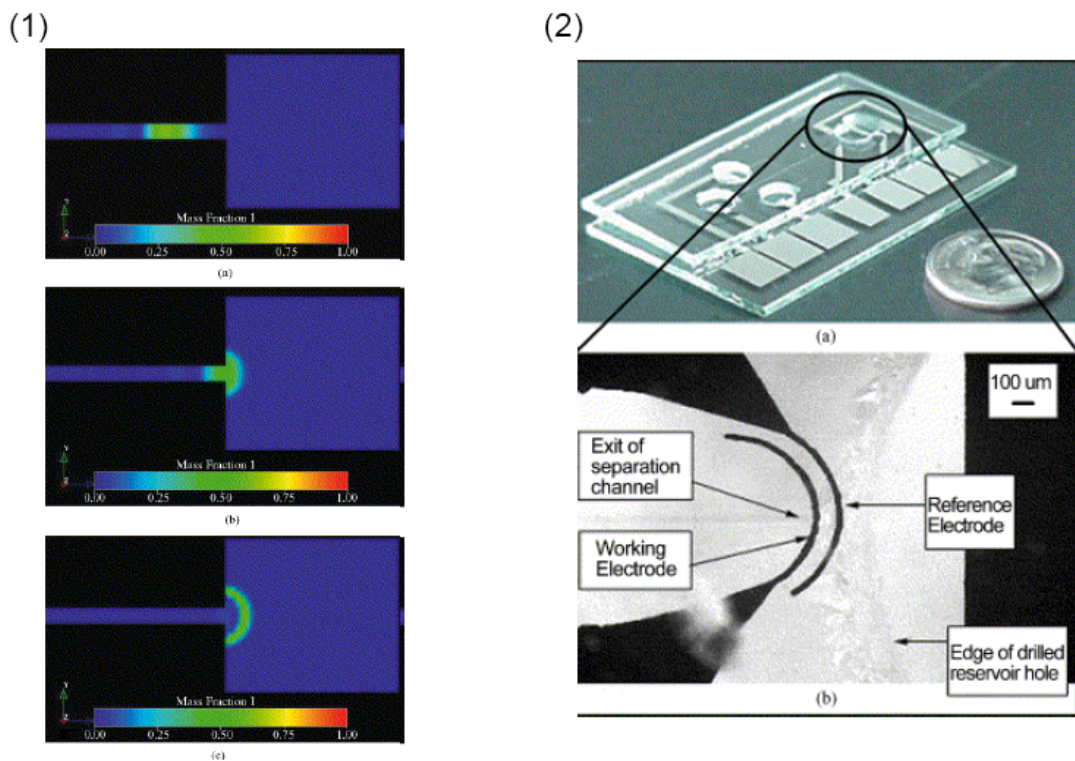 (1)
Mass Fraction 1
0.00 0.25 0.50 0.75 1.00
(a)
Mass Fraction 1
0.00 0.25 0.50 0.75 1.00
(b)
Mass Fraction 1
0.00 0.25 0.50 0.75 1.00
(c)
(2)
(a)
100 um
Exit of
separation
channel
Working
Electrode
Reference
Electrode
Edge of drilled
reservoir hole
(b)